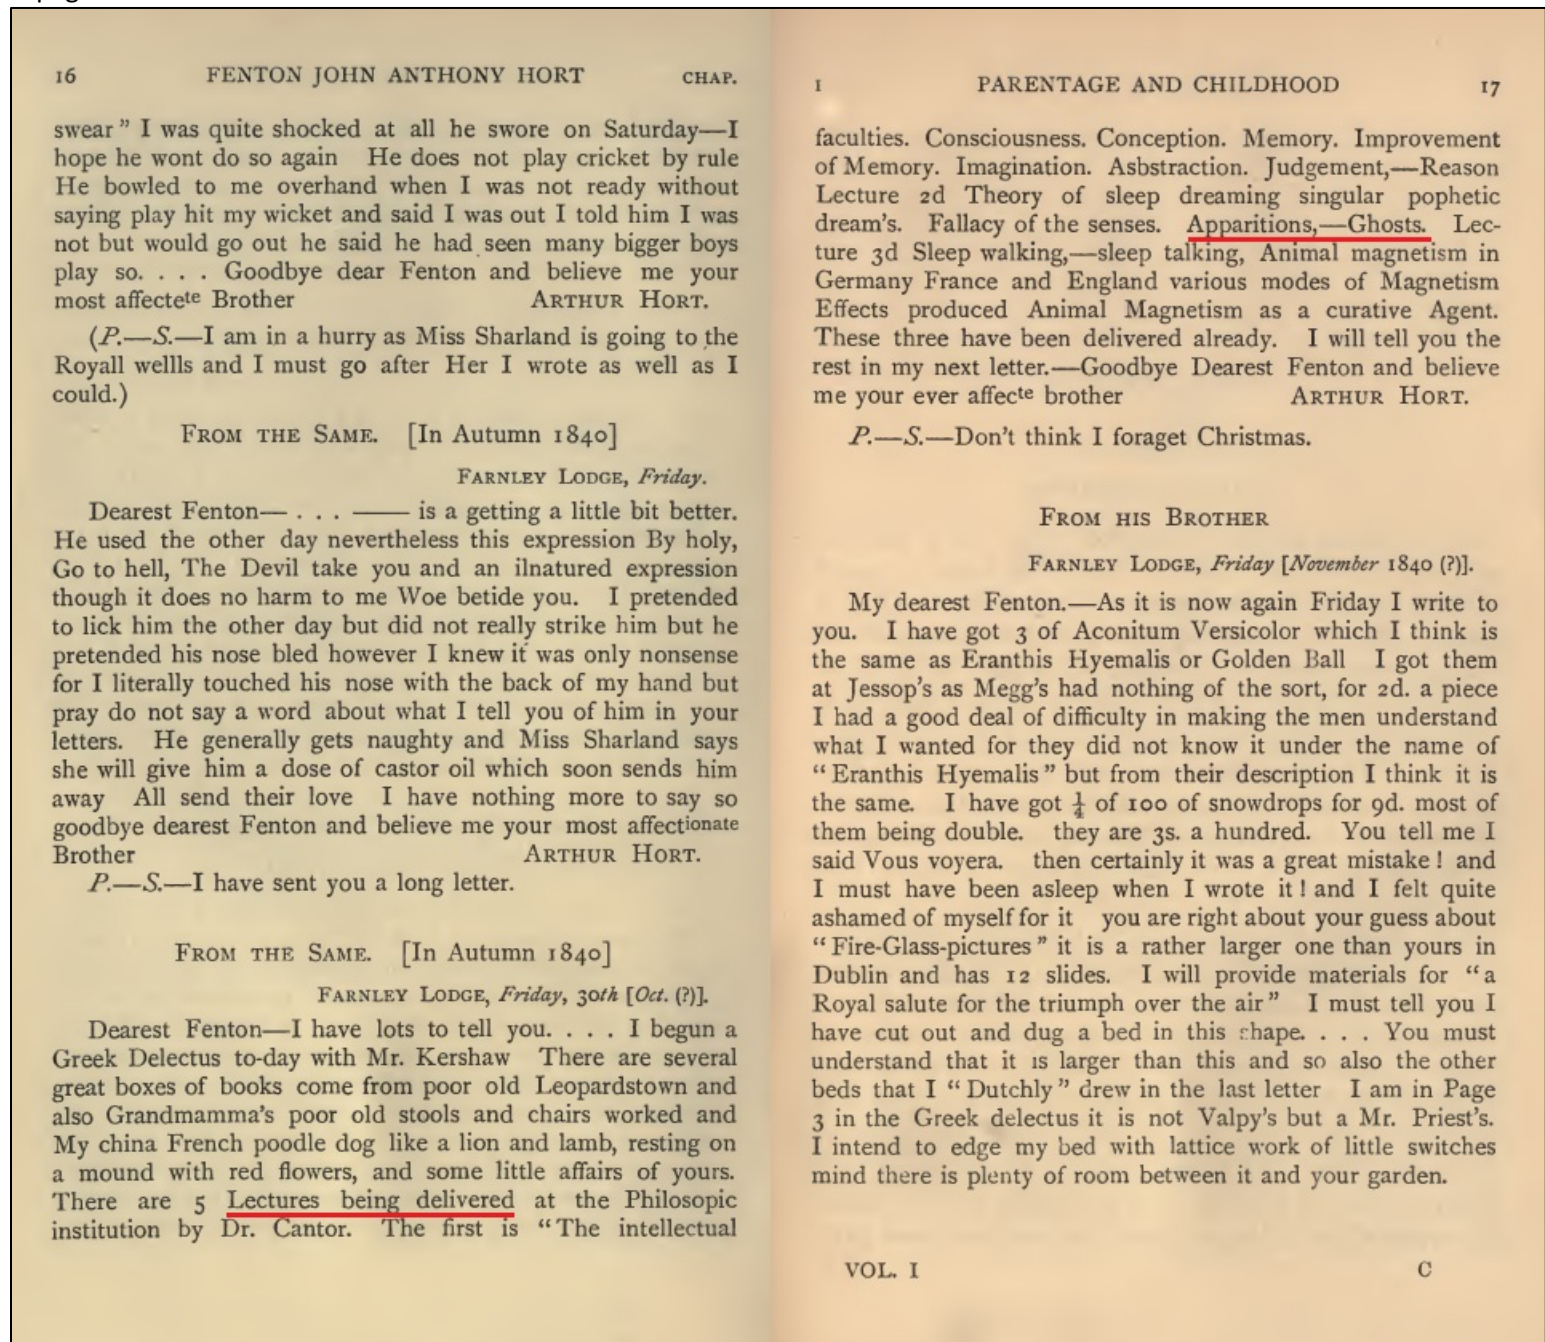 16 FENTON JOHN ANTHONY HORT CHAP.
swear” I was quite shocked at all he swore on Saturday—I
hope he wont do so again He does not play cricket by rule
He bowled to me overhand when I was not ready without
saying play hit my wicket and said I was out I told him I was
not but would go out he said he had seen many bigger boys
play so. . . . Goodbye dear Fenton and believe me your
most affectete Brother ARTHUR HORT.
(P.—S.—I am in a hurry as Miss Sharland is going to the
Royall wellls and I must go after Her I wrote as well as I
could.)
FROM THE SAME. [In Autumn 1840]
FARNLEY LODGE, Friday.
Dearest Fenton— . . . —— is a getting a little bit better.
He used the other day nevertheless this expression By holy,
Go to hell, The Devil take you and an ilnatured expression
though it does no harm to me Woe betide you. I pretended
to lick him the other day but did not really strike him but he
pretended his nose bled however I knew it was only nonsense
for I literally touched his nose with the back of my hand but
pray do not say a word about what I tell you of him in your
letters. He generally gets naughty and Miss Sharland says
she will give him a dose of castor oil which soon sends him
away All send their love I have nothing more to say so
goodbye dearest Fenton and believe me your most affectionate
Brother ARTHUR HORT.
P.—S.—I have sent you a long letter.
FROM THE SAME. [In Autumn 1840]
FARNLEY LODGE, Friday, 30th [Oct. (?)].
Dearest Fenton—I have lots to tell you. . . . I begun a
Greek Delectus to-day with Mr. Kershaw There are several
great boxes of books come from poor old Leopardstown and
also Grandmamma's poor old stools and chairs worked and
My china French poodle dog like a lion and lamb, resting on
a mound with red flowers, and some little affairs of yours.
There are 5 Lectures being delivered at the Philosopic
institution by Dr. Cantor. The first is “The intellectual
I PARENTAGE AND CHILDHOOD 17
faculties. Consciousness. Conception. Memory. Improvement
of Memory. Imagination. Asbstraction. Judgement,—Reason
Lecture 2d Theory of sleep dreaming singular pophetic
dream's. Fallacy of the senses. Apparitions,—Ghosts. Lec-
ture 3d Sleep walking,—sleep talking, Animal magnetism in
Germany France and England various modes of Magnetism
Effects produced Animal Magnetism as a curative Agent.
These three have been delivered already. I will tell you the
rest in my next letter.—Goodbye Dearest Fenton and believe
me your ever affecte brother ARTHUR HORT.
P.—S.—Don't think I foraget Christmas.
FROM HIS BROTHER
FARNLEY LODGE, Friday [November 1840 (?)].
My dearest Fenton.—As it is now again Friday I write to
you. I have got 3 of Aconitum Versicolor which I think is
the same as Eranthis Hyemalis or Golden Ball I got them
at Jessop's as Megg's had nothing of the sort, for 2d. a piece
I had a good deal of difficulty in making the men understand
what I wanted for they did not know it under the name of
“Eranthis Hyemalis” but from their description I think it is
the same. I have got ¼ of 100 of snowdrops for 9d. most of
them being double. they are 3s. a hundred. You tell me I
said Vous voyera. then certainly it was a great mistake! and
I must have been asleep when I wrote it! and I felt quite
ashamed of myself for it you are right about your guess about
“Fire-Glass-pictures” it is a rather larger one than yours in
Dublin and has 12 slides. I will provide materials for “a
Royal salute for the triumph over the air” I must tell you I
have cut out and dug a bed in this shape. . . . You must
understand that it is larger than this and so also the other
beds that I “Dutchly” drew in the last letter I am in Page
3 in the Greek delectus it is not Valpy's but a Mr. Priest's.
I intend to edge my bed with lattice work of little switches
mind there is plenty of room between it and your garden.
VOL. I C